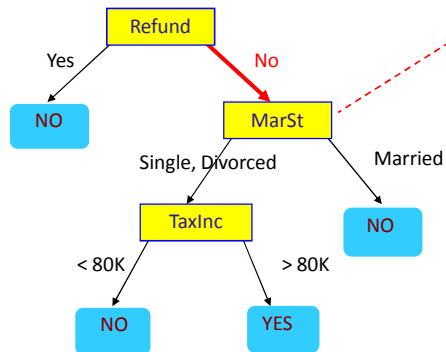 Refund
Yes
No
NO
MarSt
Single, Divorced
Married
TaxInc
NO
< 80K
> 80K
NO
YES